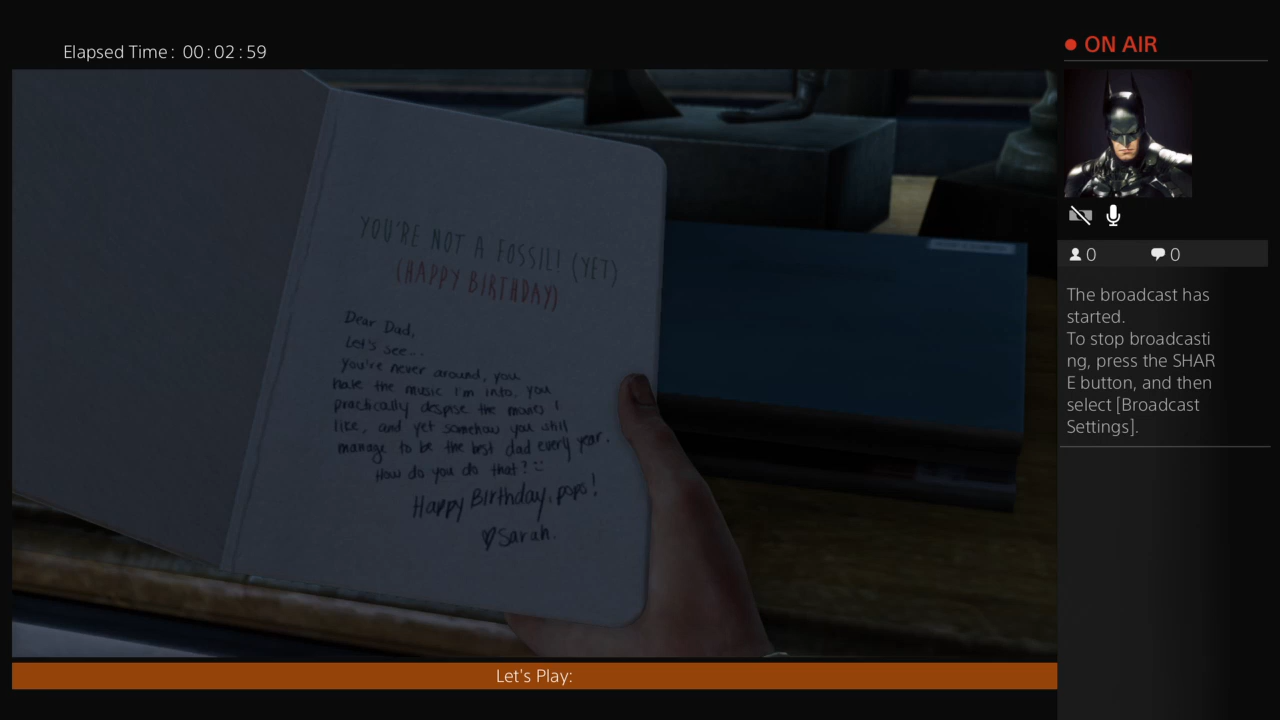 Elapsed Time: 00:02:59
ON AIR
0
0
The broadcast has
started.
To stop broadcasti
ng, press the SHAR
E button, and then
select [Broadcast
Settings].
YOU'RE NOT A FOSSIL! (YET)
(HAPPY BIRTHDAY)
Dear Dad,
Let's see...
You're never around, you
hate the music I'm into, you
practically despise the movies I
like, and yet somehow you still
manage to be the best dad every year.
How do you do that? :)
Happy Birthday, pops!
♡Sarah.
Let's Play: